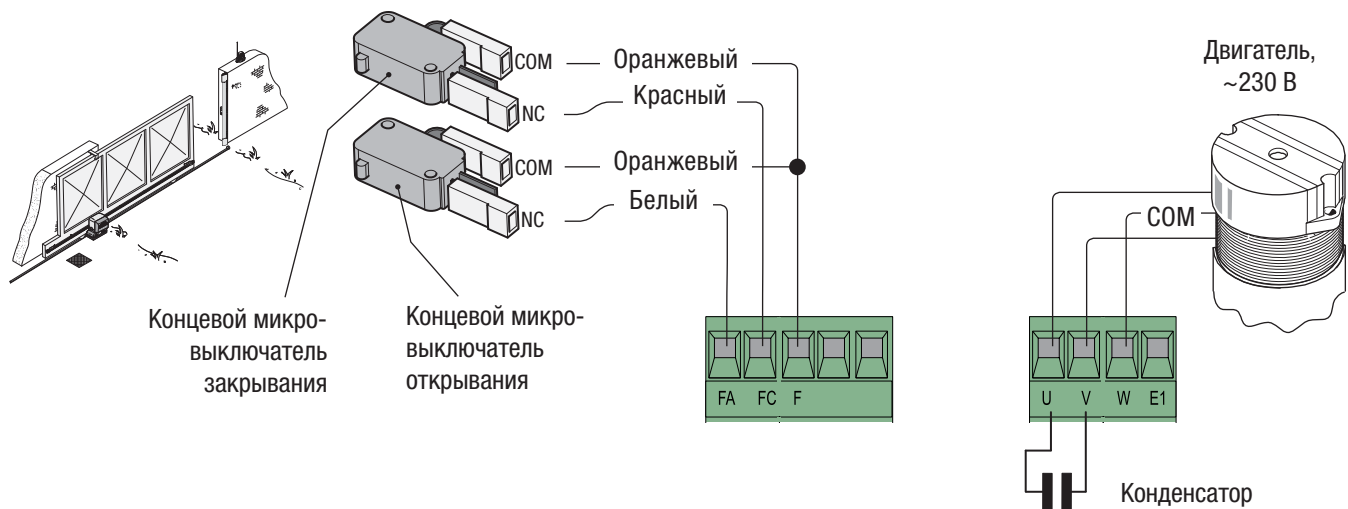 COM
Оранжевый
NC
Красный
COM
Оранжевый
NC
Белый
Концевой микро-
выключатель
закрывания
Концевой микро-
выключатель
открывания
FA FC F
Двигатель,
~230 В
COM
U V W E1
Конденсатор